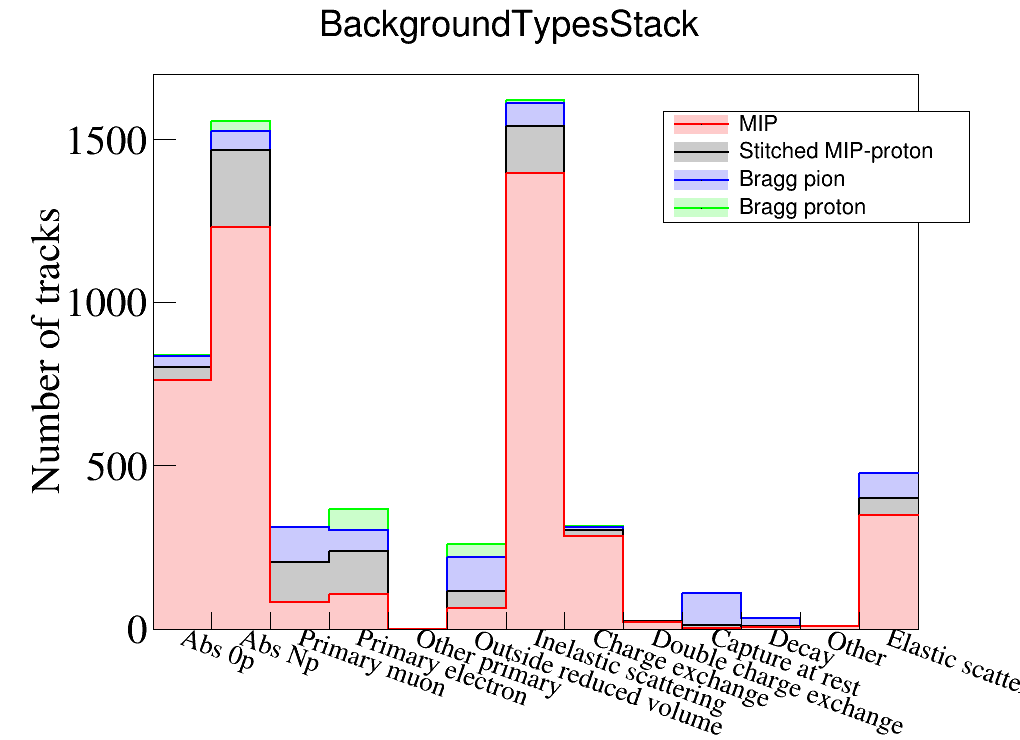 BackgroundTypesStack
Number of tracks
1500
1000
500
0
MIP
Stitched MIP-proton
Bragg pion
Bragg proton
Abs 0p
Abs Np
Primary muon
Primary electron
Other primary
Outside reduced volume
Inelastic scattering
Charge exchange
Double charge exchange
Capture at rest
Decay
Other
Elastic scatte